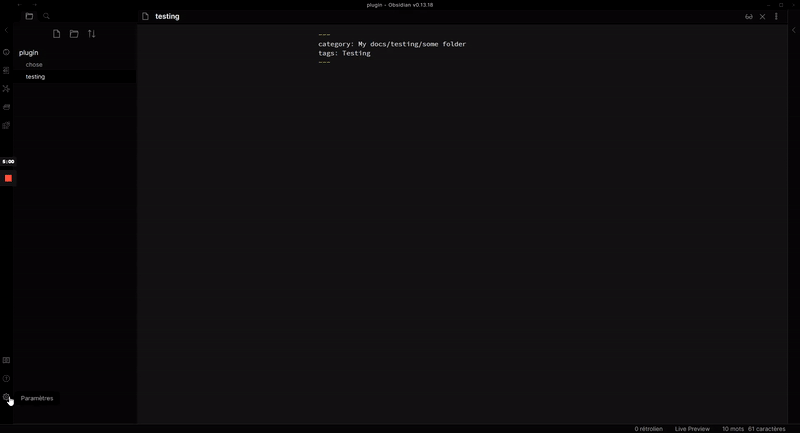 plugin - Obsidian v0.13.18
testing
---
plugin
category: My docs/testing/some folder
tags: Testing
---
chose
testing
5:00
Paramètres
0 rétrolien Live Preview 10 mots 61 caractères